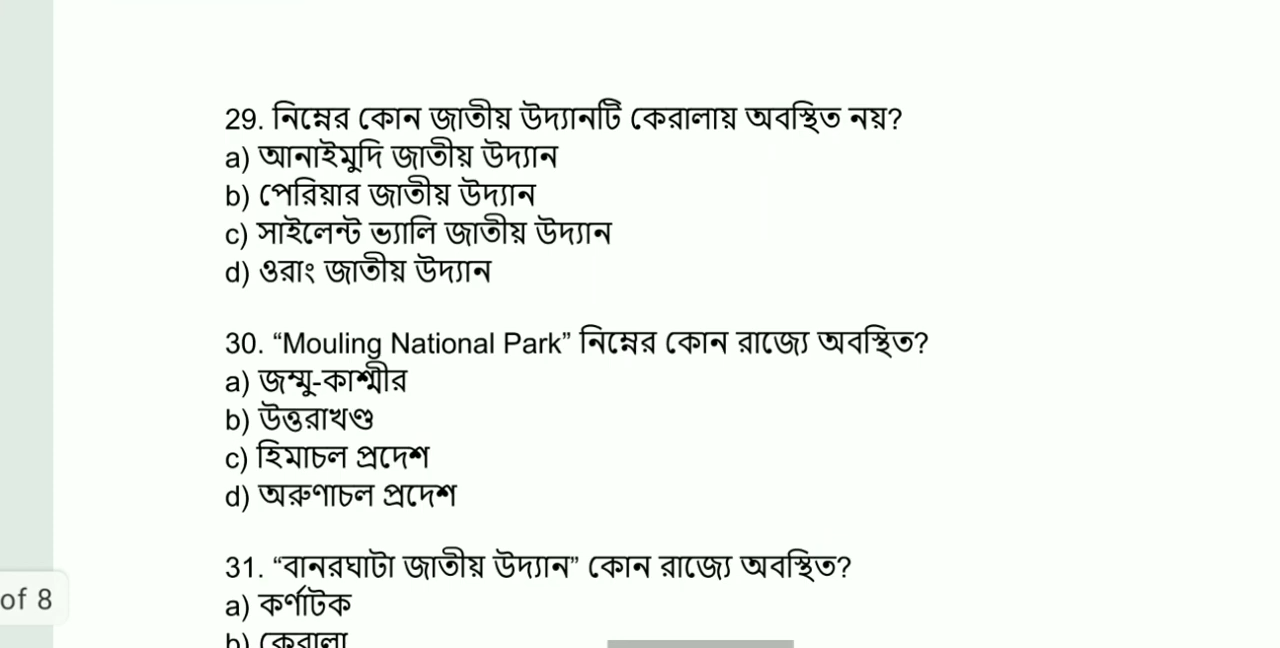 29. নিম্নের কোন জাতীয় উদ্যানটি কেরালায় অবস্থিত নয়?
a) আনাইমুদি জাতীয় উদ্যান
b) পেরিয়ার জাতীয় উদ্যান
c) সাইলেন্ট ভ্যালি জাতীয় উদ্যান
d) ওরাং জাতীয় উদ্যান
30. “Mouling National Park” নিম্নের কোন রাজ্যে অবস্থিত?
a) জম্মু-কাশ্মীর
b) উত্তরাখণ্ড
c) হিমাচল প্রদেশ
d) অরুণাচল প্রদেশ
31. “বানরঘাটা জাতীয় উদ্যান” কোন রাজ্যে অবস্থিত?
of 8
a) কর্ণাটক
b) কেরালা